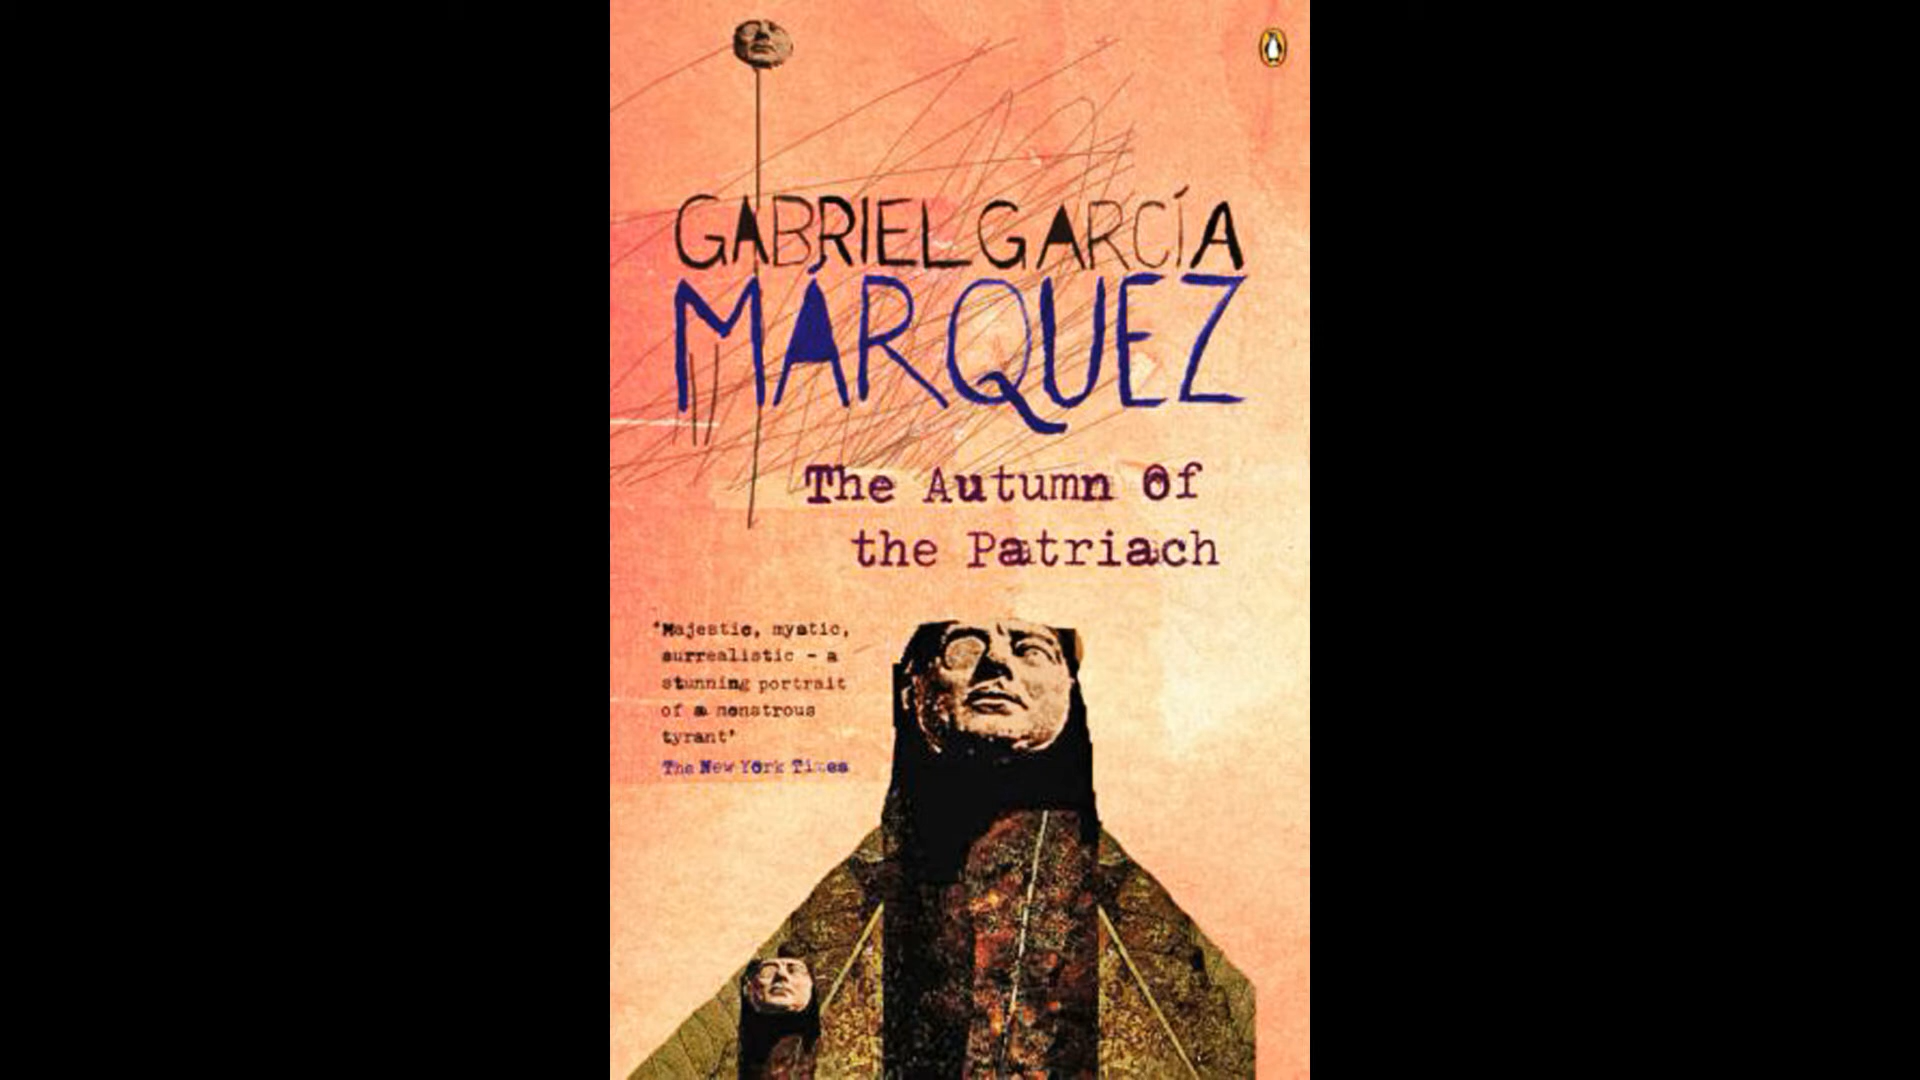 GABRIEL GARCÍA
MÁRQUEZ
The Autumn Of
the Patriach
'Majestic, mystic,
surrealistic - a
stunning portrait
of a monstrous
tyrant'
The New York Times